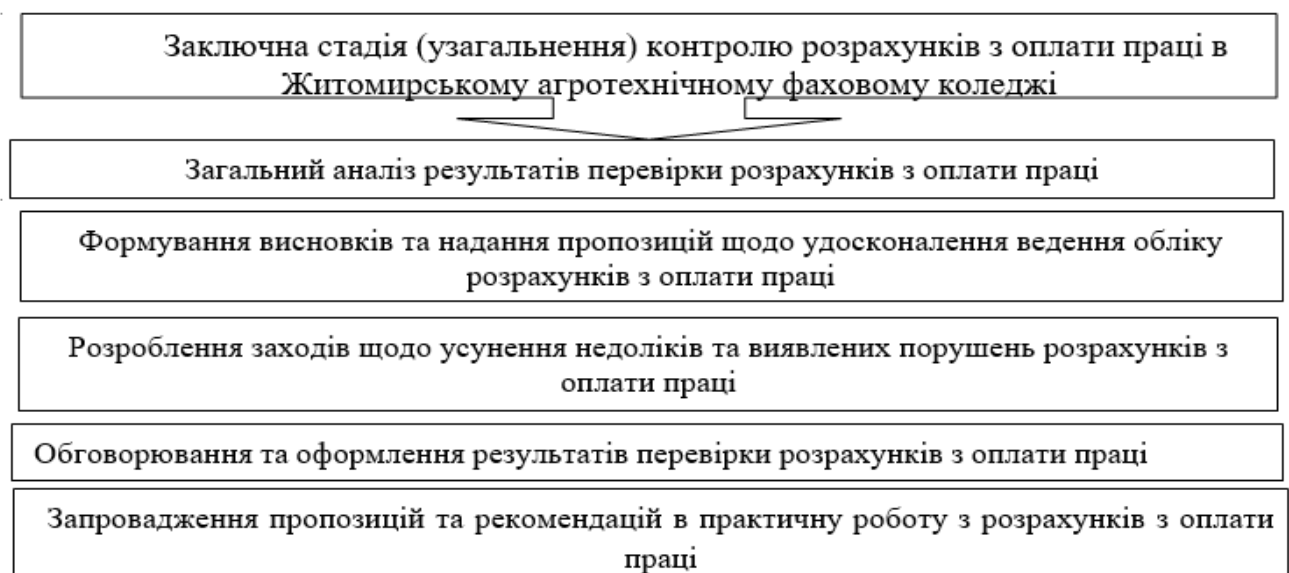 Заключна стадія (узагальнення) контролю розрахунків з оплати праці в
Житомирському агротехнічному фаховому коледжі
Загальний аналіз результатів перевірки розрахунків з оплати праці
Формування висновків та надання пропозицій щодо удосконалення ведення обліку
розрахунків з оплати праці
Розроблення заходів щодо усунення недоліків та виявлених порушень розрахунків з
оплати праці
Обговорювання та оформлення результатів перевірки розрахунків з оплати праці
Запровадження пропозицій та рекомендацій в практичну роботу з розрахунків з оплати
праці